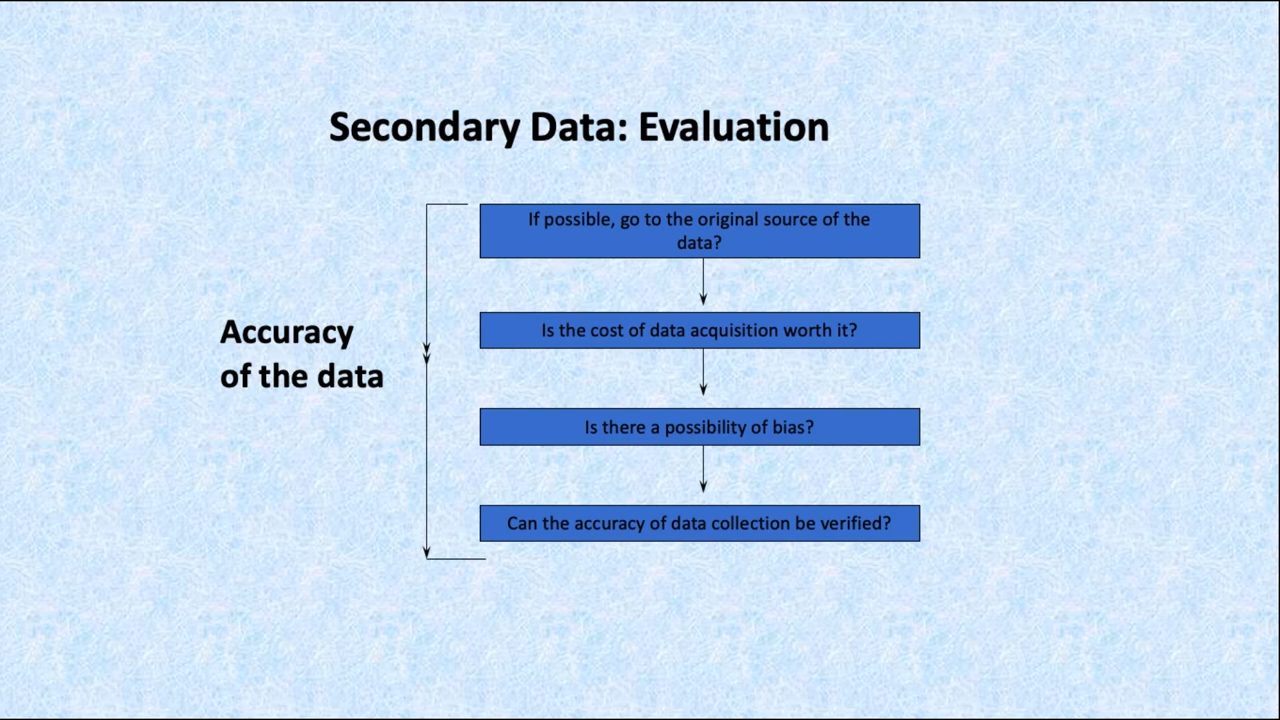 Secondary Data: Evaluation
If possible, go to the original source of the
data?
Is the cost of data acquisition worth it?
Accuracy
of the data
Is there a possibility of bias?
Can the accuracy of data collection be verified?